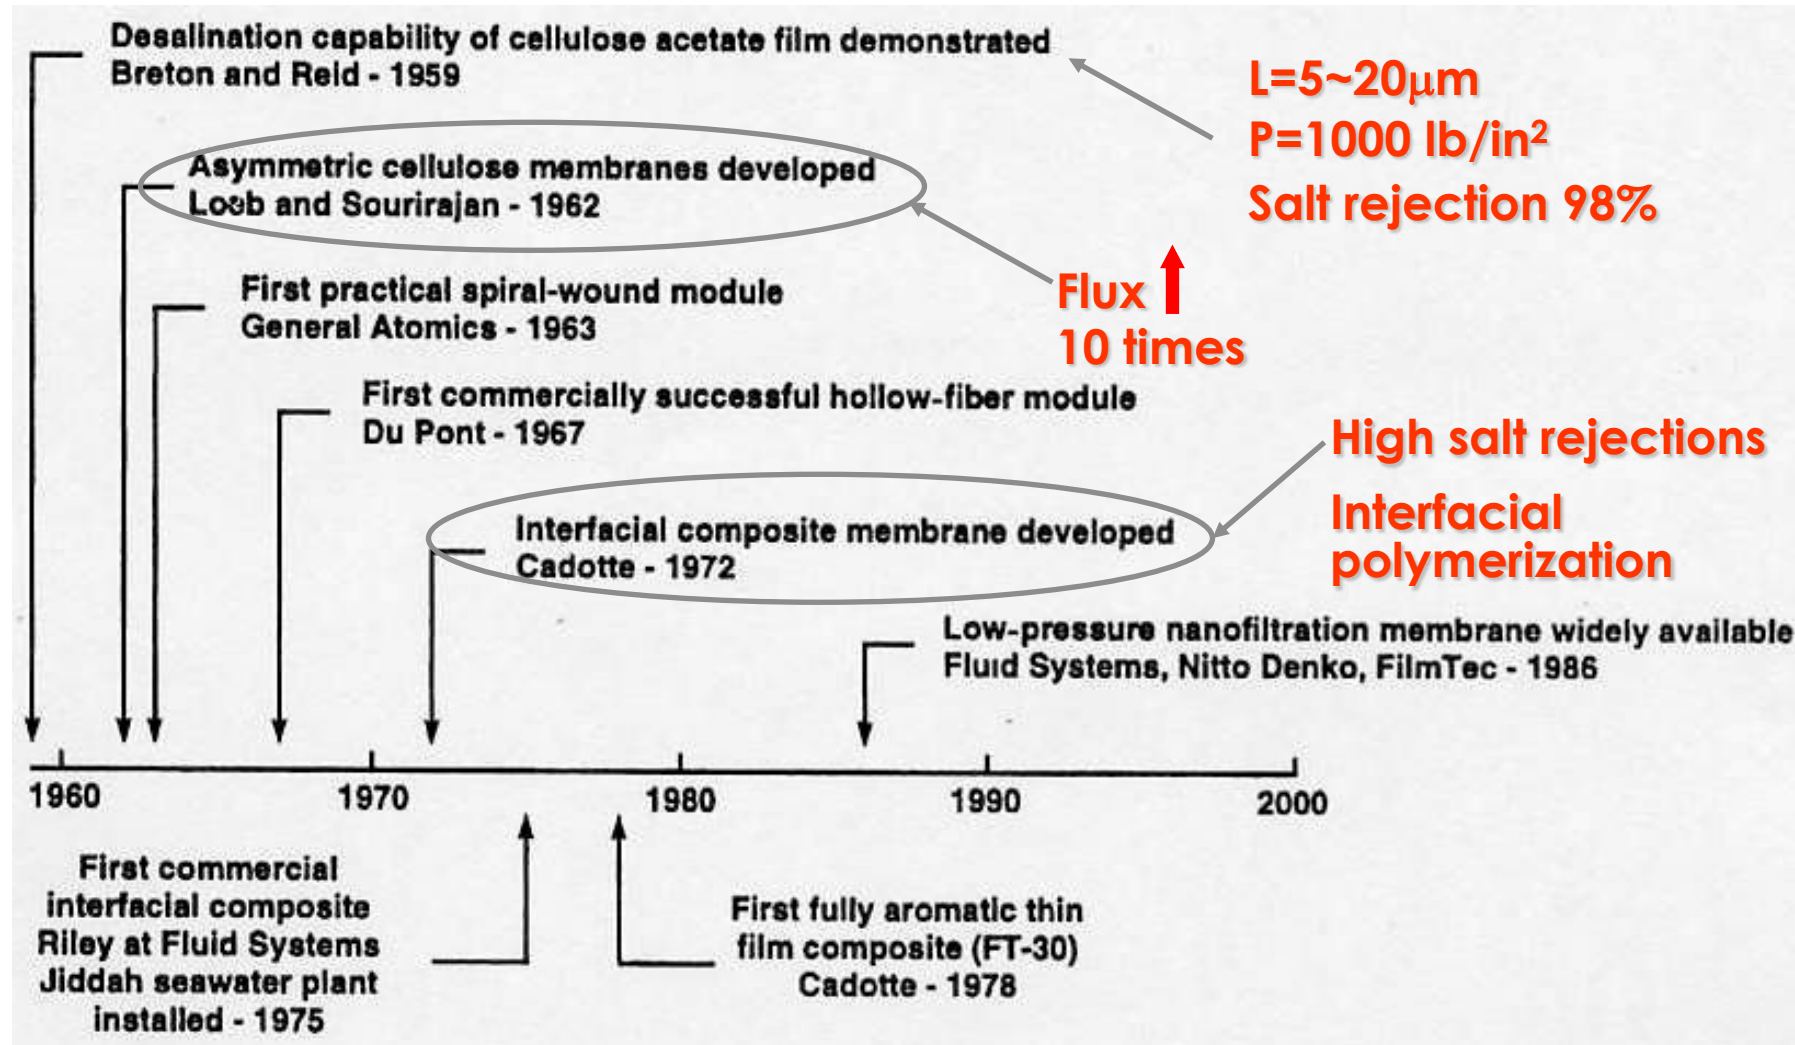 Desalination capability of cellulose acetate film demonstrated
Breton and Reid - 1959
L=5~20μm
P=1000 lb/in²
Salt rejection 98%
Asymmetric cellulose membranes developed
Loeb and Sourirajan - 1962
Flux
10 times
First practical spiral-wound module
General Atomics - 1963
First commercially successful hollow-fiber module
Du Pont - 1967
High salt rejections
Interfacial
polymerization
Interfacial composite membrane developed
Cadotte - 1972
Low-pressure nanofiltration membrane widely available
Fluid Systems, Nitto Denko, FilmTec - 1986
1960 1970 1980 1990 2000
First commercial
interfacial composite
Riley at Fluid Systems
Jiddah seawater plant
installed - 1975
First fully aromatic thin
film composite (FT-30)
Cadotte - 1978